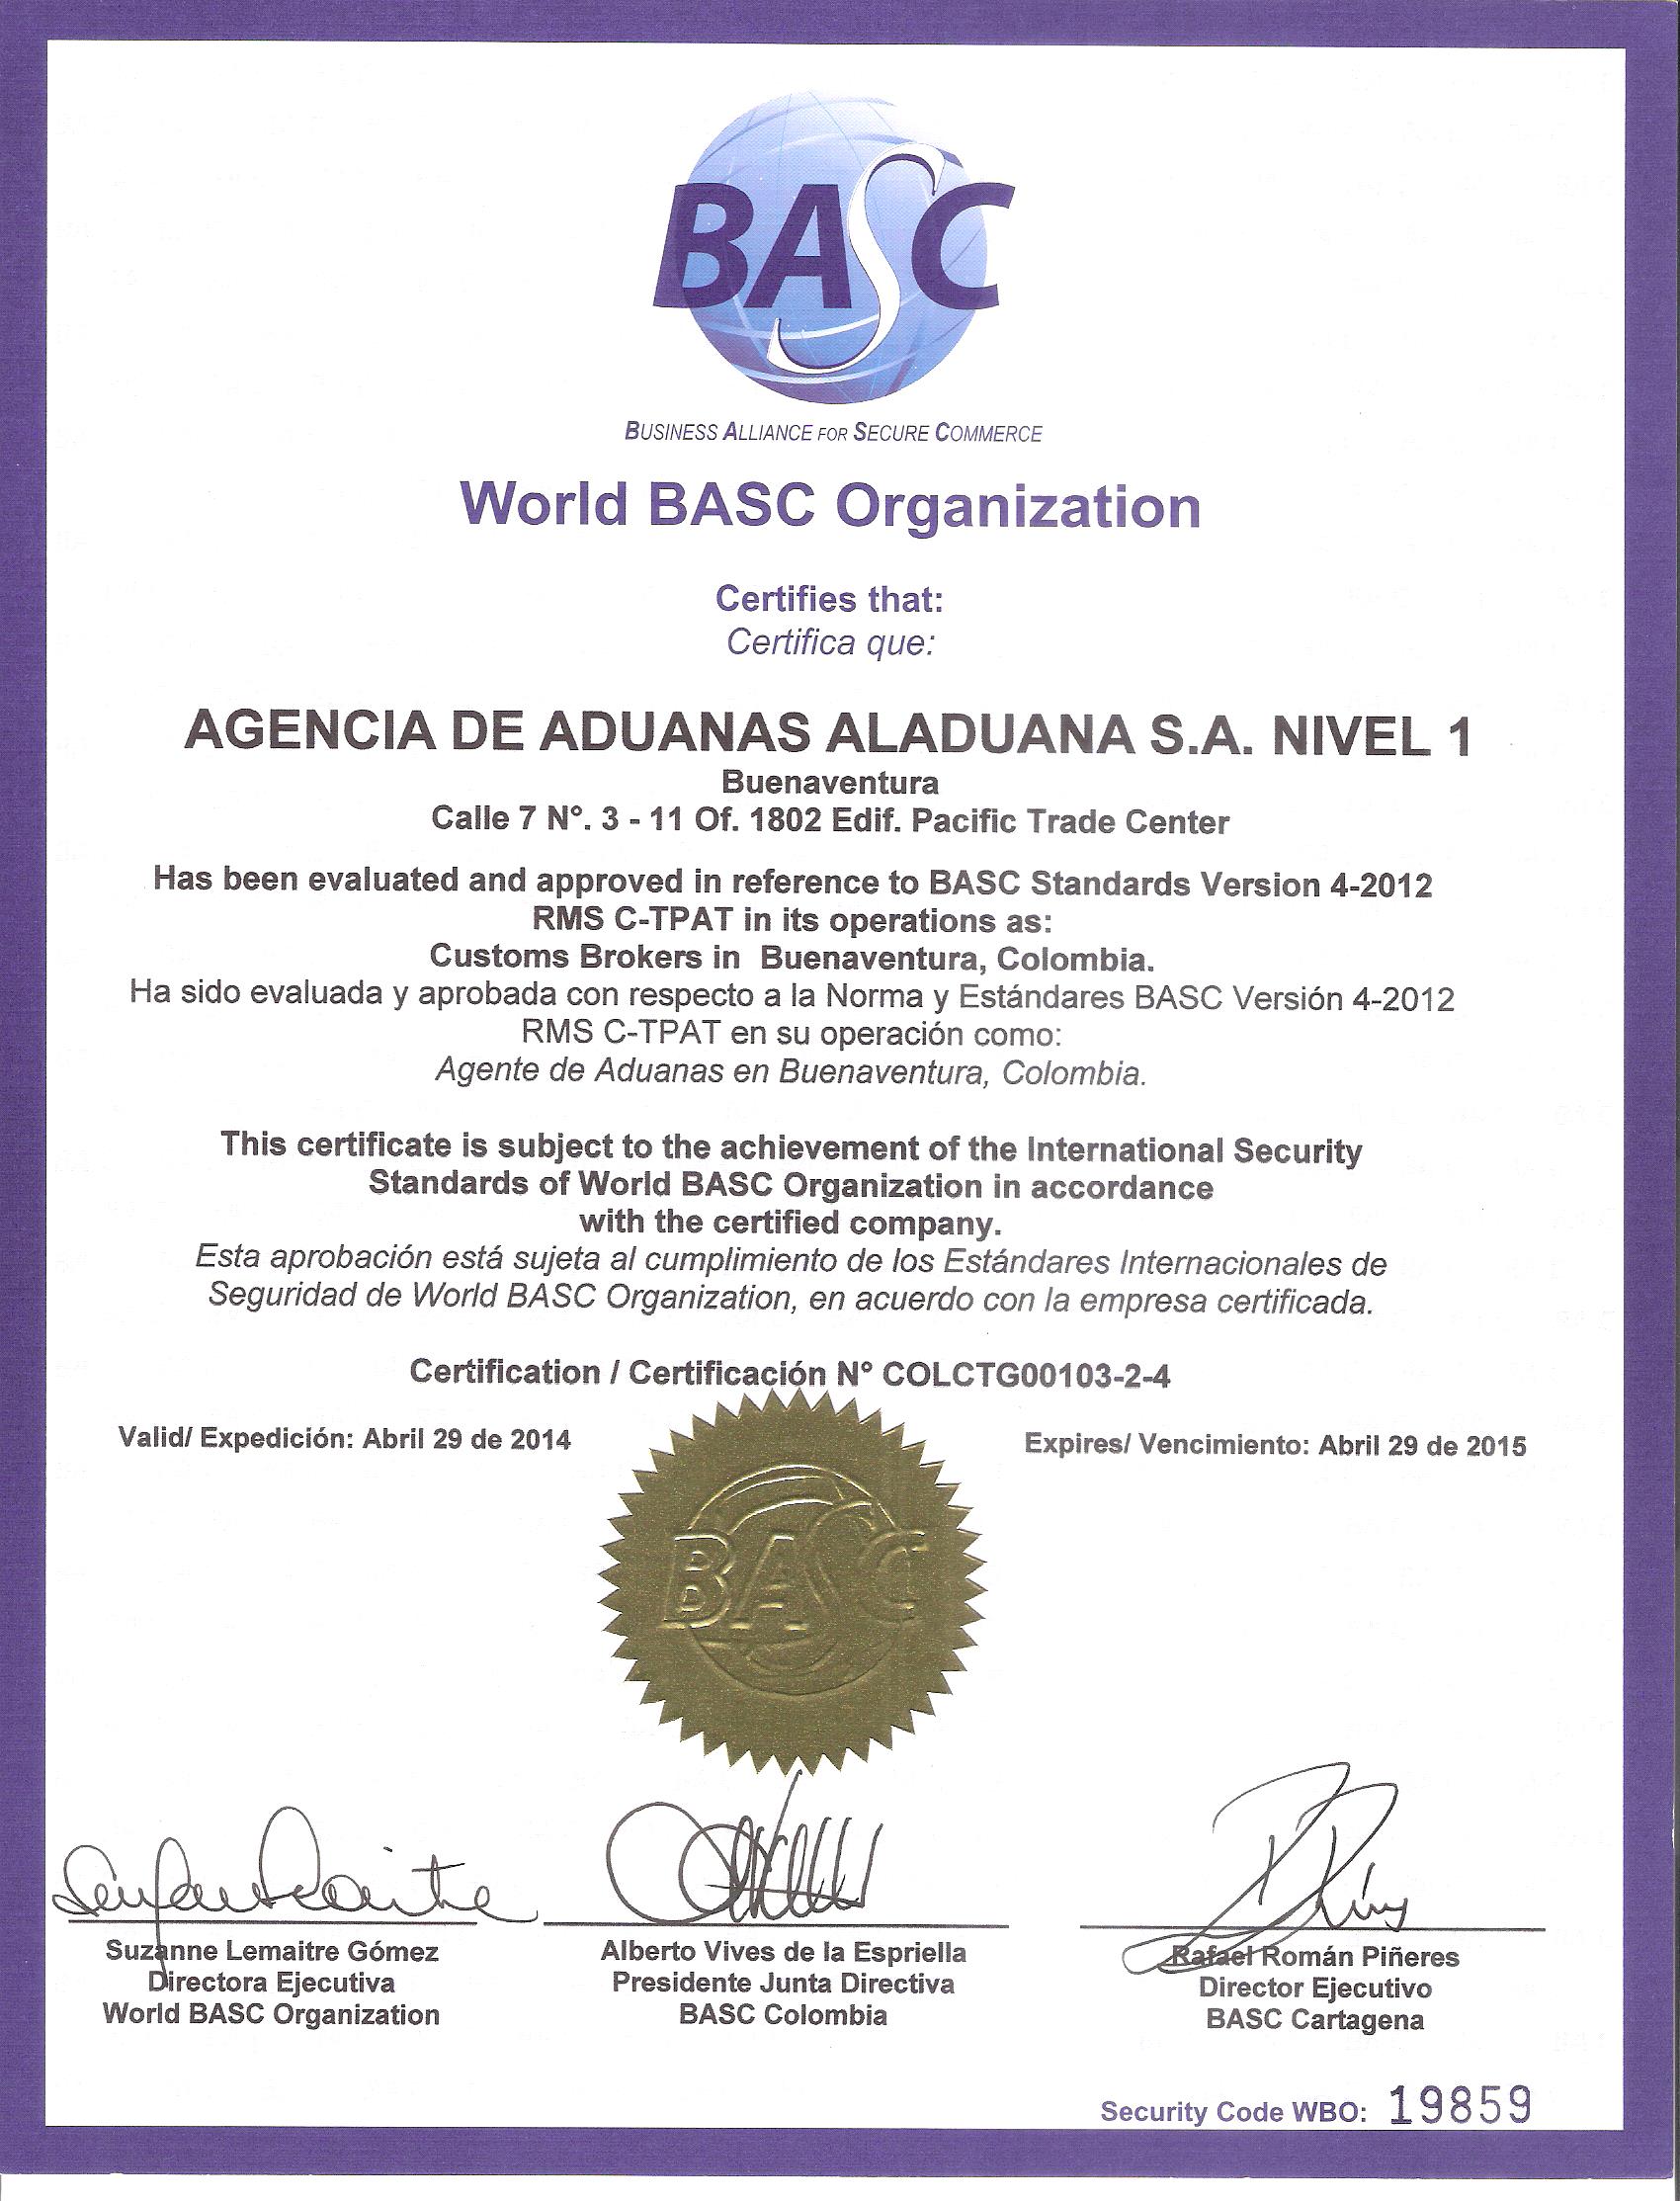 BASC
BUSINESS ALLIANCE FOR SECURE COMMERCE
World BASC Organization
Certifies that:
Certifica que:
AGENCIA DE ADUANAS ALADUANA S.A. NIVEL 1
Buenaventura
Calle 7 N°. 3 - 11 Of. 1802 Edif. Pacific Trade Center
Has been evaluated and approved in reference to BASC Standards Version 4-2012
RMS C-TPAT in its operations as:
Customs Brokers in Buenaventura, Colombia.
Ha sido evaluada y aprobada con respecto a la Norma y Estándares BASC Versión 4-2012
RMS C-TPAT en su operación como:
Agente de Aduanas en Buenaventura, Colombia.
This certificate is subject to the achievement of the International Security
Standards of World BASC Organization in accordance
with the certified company.
Esta aprobación está sujeta al cumplimiento de los Estándares Internacionales de
Seguridad de World BASC Organization, en acuerdo con la empresa certificada.
Certification / Certificación N° COLCTG00103-2-4
Valid/ Expedición: Abril 29 de 2014
Expires/ Vencimiento: Abril 29 de 2015
BASC
Suzanne Lemaitre Gómez
Directora Ejecutiva
World BASC Organization
Alberto Vives de la Espriella
Presidente Junta Directiva
BASC Colombia
Rafael Román Piñeres
Director Ejecutivo
BASC Cartagena
Security Code WBO: 19859